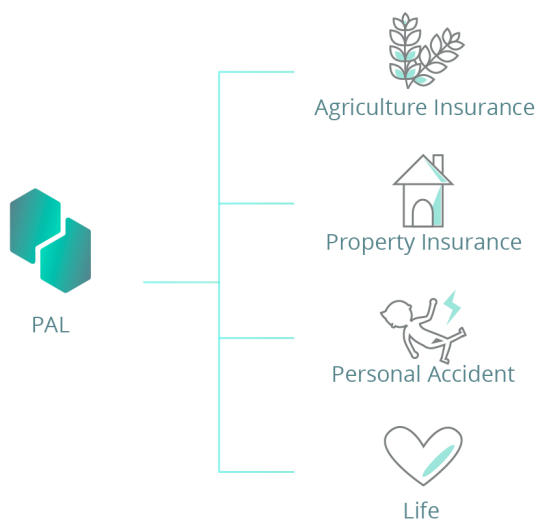 Agriculture Insurance
Property Insurance
PAL
Personal Accident
Life